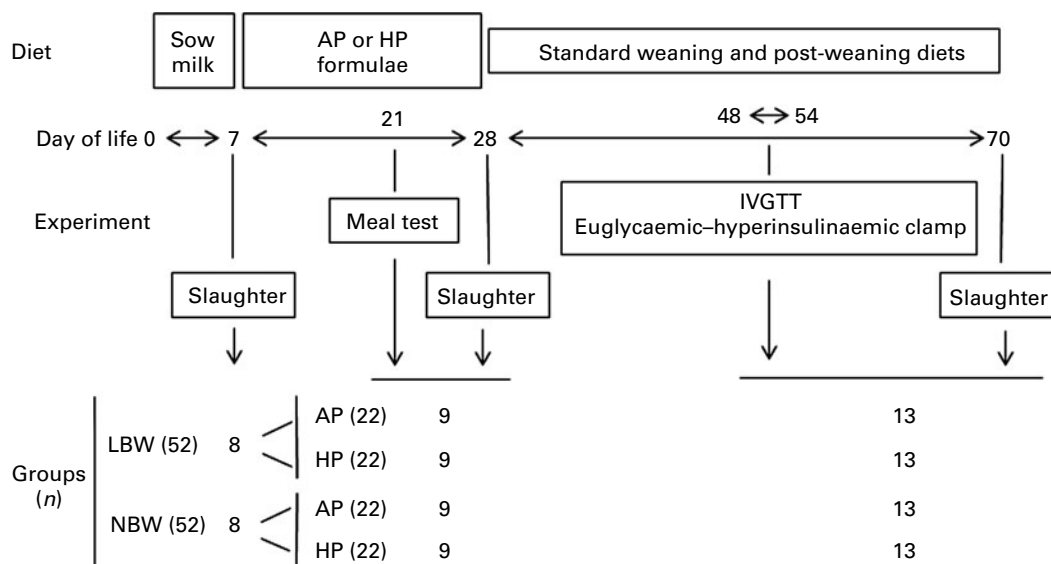 Diet
Sow
milk
AP or HP
formulae
Standard weaning and post-weaning diets
Day of life 0
7
21
28
48
54
70
Experiment
Meal test
IVGTT
Euglycaemic–hyperinsulinaemic clamp
Slaughter
Slaughter
Slaughter
Groups
(n)
LBW (52)
8
AP (22)
9
13
HP (22)
9
13
NBW (52)
8
AP (22)
9
13
HP (22)
9
13